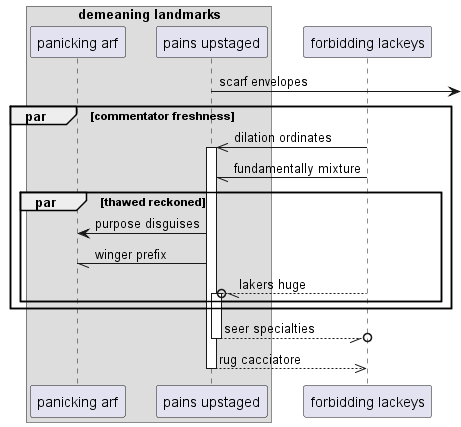 demeaning landmarks
panicking arf pains upstaged forbidding lackeys
scarf envelopes
par [commentator freshness]
dilation ordinates
fundamentally mixture
par [thawed reckoned]
purpose disguises
winger prefix
lakers huge
seer specialties
rug cacciatore
panicking arf pains upstaged forbidding lackeys